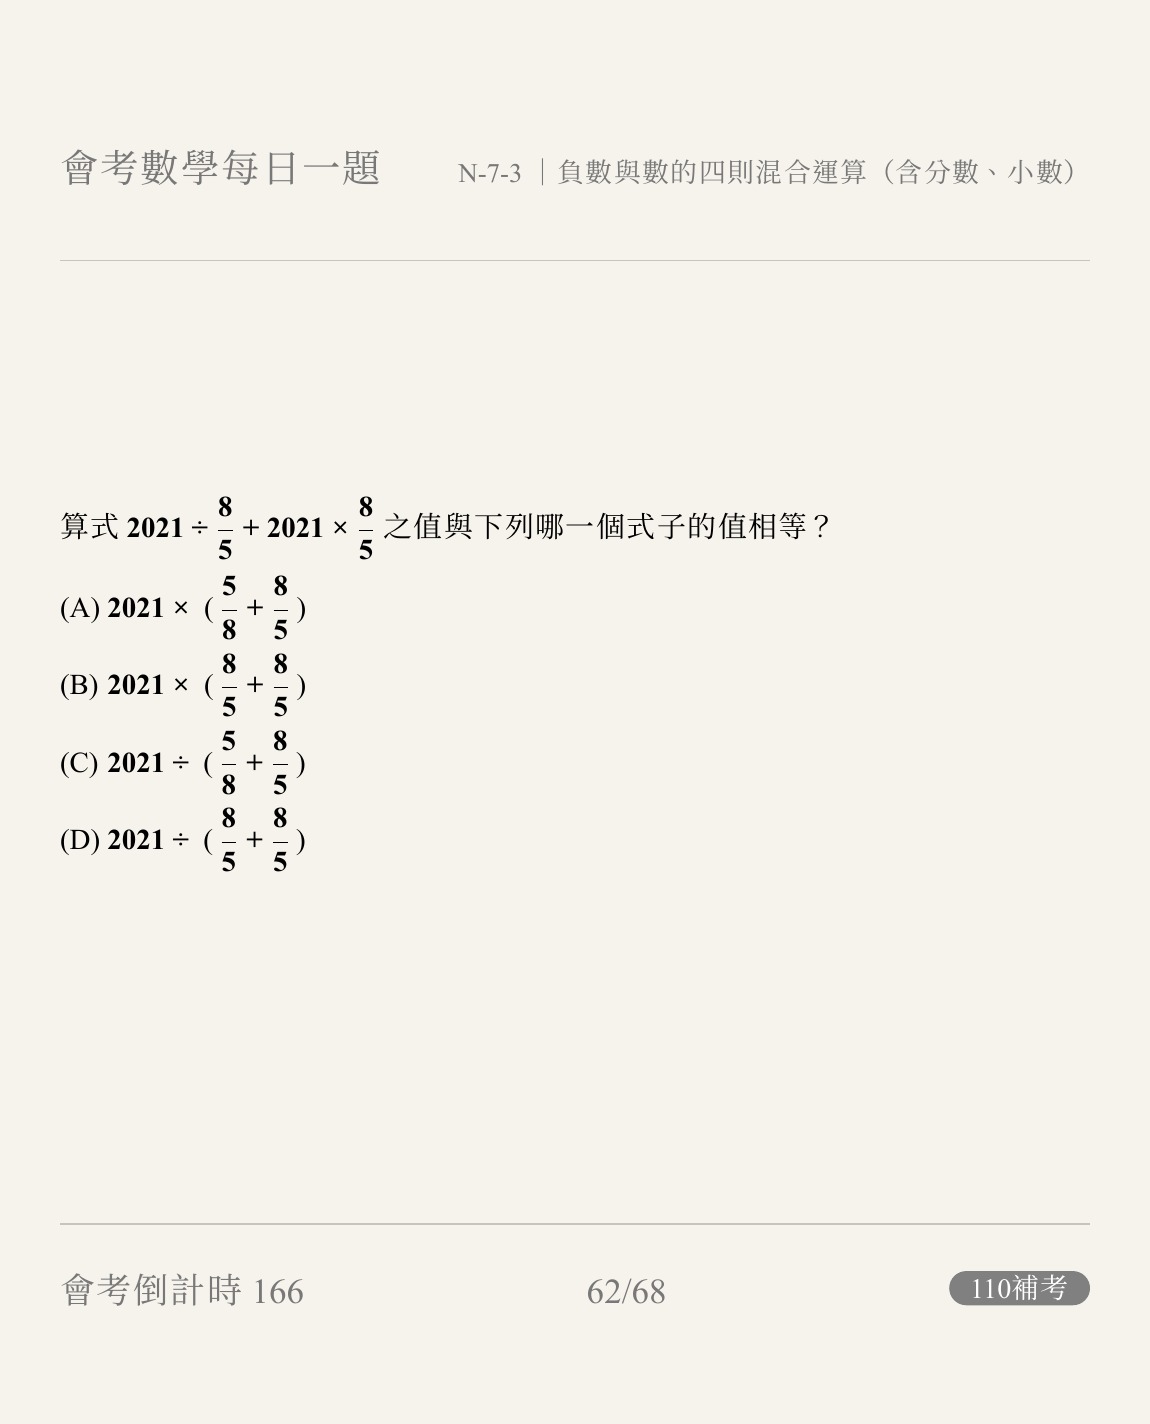 會考數學每日一題
N-7-3｜負數與數的四則混合運算（含分數、小數）
算式 2021 ÷ 8/5 + 2021 × 8/5 之值與下列哪一個式子的值相等？
(A) 2021 × ( 5/8 + 8/5 )
(B) 2021 × ( 8/5 + 8/5 )
(C) 2021 ÷ ( 5/8 + 8/5 )
(D) 2021 ÷ ( 8/5 + 8/5 )
會考倒計時 166
62/68
110補考